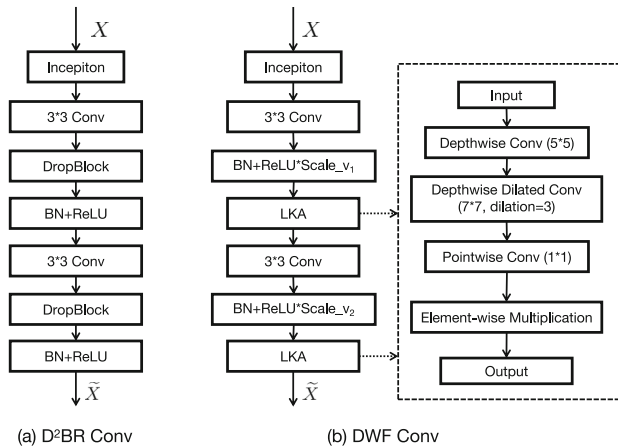 X
Incepiton
3*3 Conv
DropBlock
BN+ReLU
3*3 Conv
DropBlock
BN+ReLU
X̃
(a) D²BR Conv
X
Incepiton
3*3 Conv
BN+ReLU*Scale_v₁
LKA
3*3 Conv
BN+ReLU*Scale_v₂
LKA
X̃
Input
Depthwise Conv (5*5)
Depthwise Dilated Conv
(7*7, dilation=3)
Pointwise Conv (1*1)
Element-wise Multiplication
Output
(b) DWF Conv